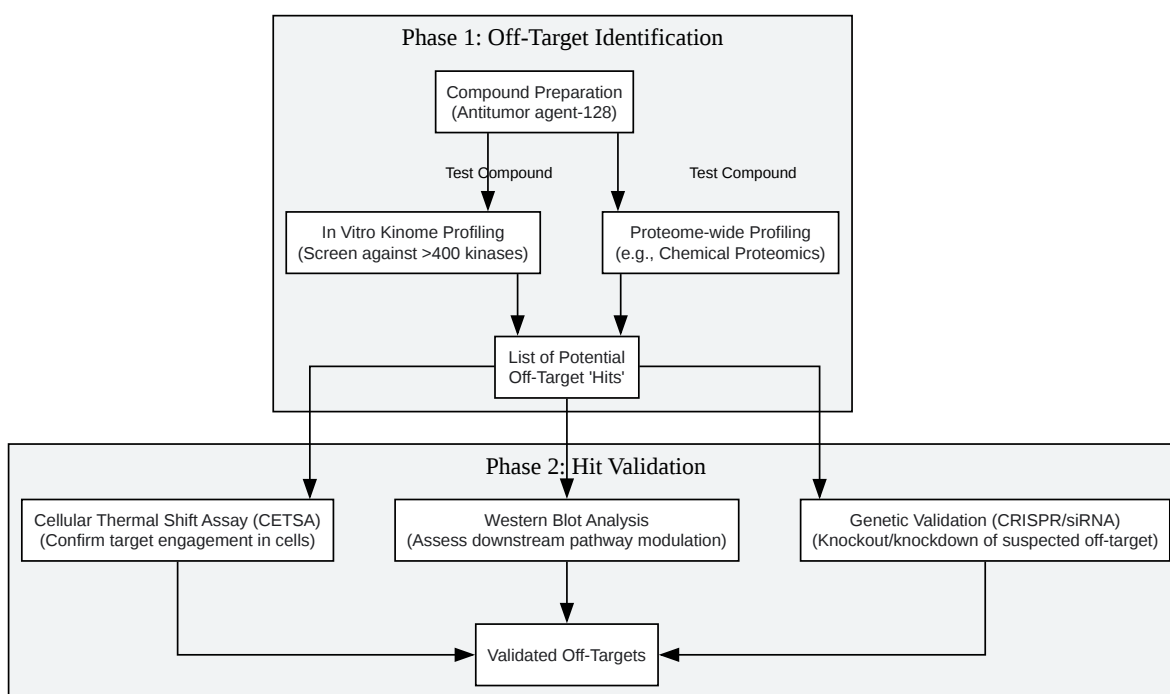 Phase 1: Off-Target Identification
Compound Preparation
(Antitumor agent-128)
Test Compound
Test Compound
In Vitro Kinome Profiling
(Screen against >400 kinases)
Proteome-wide Profiling
(e.g., Chemical Proteomics)
List of Potential
Off-Target 'Hits'
Phase 2: Hit Validation
Cellular Thermal Shift Assay (CETSA)
(Confirm target engagement in cells)
Western Blot Analysis
(Assess downstream pathway modulation)
Genetic Validation (CRISPR/siRNA)
(Knockout/knockdown of suspected off-target)
Validated Off-Targets